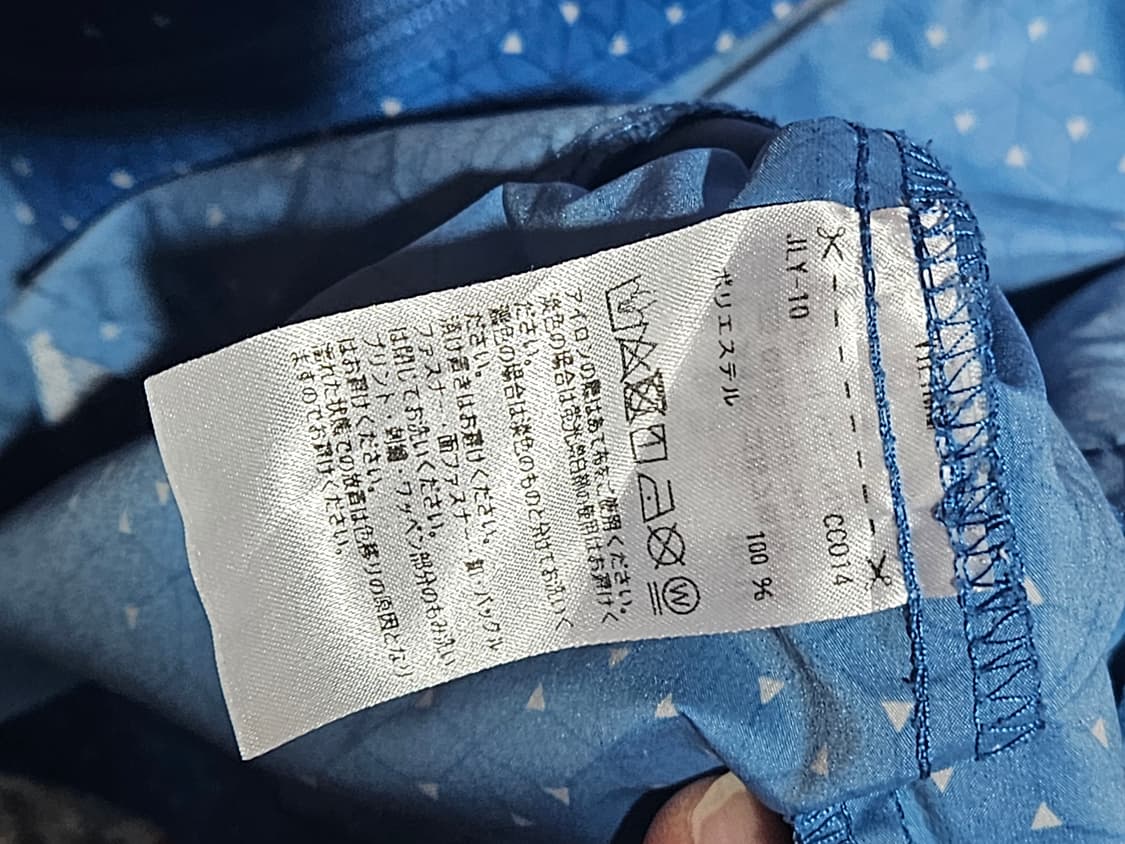 JLY-10 00014
ポリエステル 100 %
W
アイロンの際はあて布をご使用ください。
淡色の場合は蛍光増白剤の使用はお避けく
ださい。
濃色の場合は淡色のものと分けてお洗いく
ださい。
漬け置きはお避けください。
ファスナー・面ファスナー・釦・バックル
は閉じてお洗いください。
プリント・刺繍・ワッペン部分のもみ洗い
はお避けください。
濡れた状態での放置は色移りの原因となり
ますのでお避けください。